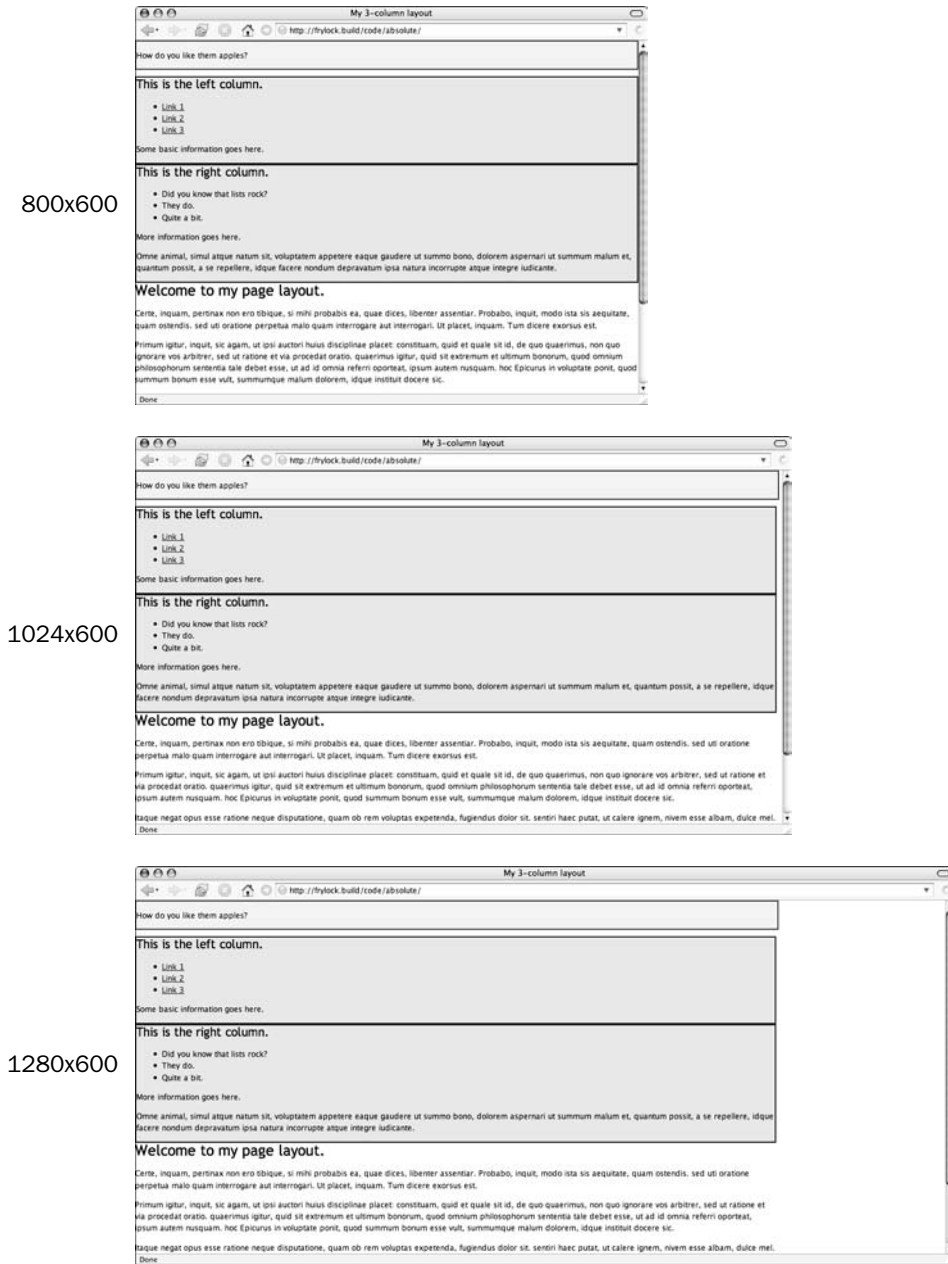 My 3-column layout
http://frylock.build/code/absolute/
How do you like them apples?
This is the left column.
Link 1
Link 2
Link 3
Some basic information goes here.
This is the right column.
Did you know that lists rock?
They do.
Quite a bit.
More information goes here.
Omne animal, simul atque natum sit, voluptatem appetere eaque gaudere ut summo bono, dolorem aspernari ut summum malum et,
quantum possit, a se repellere, idque facere nondum depravatum ipsa natura incorrupte atque integre iudicante.
Welcome to my page layout.
Certe, inquam, pertinax non ero tibique, si mihi probabis ea, quae dices, libenter assentiar. Probabo, inquit, modo ista sis aequitate,
quam ostendis. sed uti oratione perpetua malo quam interrogare aut interrogari. Ut placet, inquam. Tum dicere exorsus est.
Primum igitur, inquit, sic agam, ut ipsi auctori huius disciplinae placet: constituam, quid et quale sit id, de quo quaerimus, non quo
ignorare vos arbitrer, sed ut ratione et via procedat oratio. quaerimus igitur, quid sit extremum et ultimum bonorum, quod omnium
philosophorum sententia tale debet esse, ut ad id omnia referri oporteat, ipsum autem nusquam. hoc Epicurus in voluptate ponit, quod
summum bonum esse vult, summumque malum dolorem, idque instituit docere sic.
Done
800x600
My 3-column layout
http://frylock.build/code/absolute/
How do you like them apples?
This is the left column.
Link 1
Link 2
Link 3
Some basic information goes here.
This is the right column.
Did you know that lists rock?
They do.
Quite a bit.
More information goes here.
Omne animal, simul atque natum sit, voluptatem appetere eaque gaudere ut summo bono, dolorem aspernari ut summum malum et, quantum possit, a se repellere, idque
facere nondum depravatum ipsa natura incorrupte atque integre iudicante.
Welcome to my page layout.
Certe, inquam, pertinax non ero tibique, si mihi probabis ea, quae dices, libenter assentiar. Probabo, inquit, modo ista sis aequitate, quam ostendis. sed uti oratione
perpetua malo quam interrogare aut interrogari. Ut placet, inquam. Tum dicere exorsus est.
Primum igitur, inquit, sic agam, ut ipsi auctori huius disciplinae placet: constituam, quid et quale sit id, de quo quaerimus, non quo ignorare vos arbitrer, sed ut ratione et
via procedat oratio. quaerimus igitur, quid sit extremum et ultimum bonorum, quod omnium philosophorum sententia tale debet esse, ut ad id omnia referri oporteat,
ipsum autem nusquam. hoc Epicurus in voluptate ponit, quod summum bonum esse vult, summumque malum dolorem, idque instituit docere sic.
Itaque negat opus esse ratione neque disputatione, quam ob rem voluptas expetenda, fugiendus dolor sit. sentiri haec putat, ut calere ignem, nivem esse albam, dulce mel.
Done
1024x600
My 3-column layout
http://frylock.build/code/absolute/
How do you like them apples?
This is the left column.
Link 1
Link 2
Link 3
Some basic information goes here.
This is the right column.
Did you know that lists rock?
They do.
Quite a bit.
More information goes here.
Omne animal, simul atque natum sit, voluptatem appetere eaque gaudere ut summo bono, dolorem aspernari ut summum malum et, quantum possit, a se repellere, idque
facere nondum depravatum ipsa natura incorrupte atque integre iudicante.
Welcome to my page layout.
Certe, inquam, pertinax non ero tibique, si mihi probabis ea, quae dices, libenter assentiar. Probabo, inquit, modo ista sis aequitate, quam ostendis. sed uti oratione
perpetua malo quam interrogare aut interrogari. Ut placet, inquam. Tum dicere exorsus est.
Primum igitur, inquit, sic agam, ut ipsi auctori huius disciplinae placet: constituam, quid et quale sit id, de quo quaerimus, non quo ignorare vos arbitrer, sed ut ratione et
via procedat oratio. quaerimus igitur, quid sit extremum et ultimum bonorum, quod omnium philosophorum sententia tale debet esse, ut ad id omnia referri oporteat,
ipsum autem nusquam. hoc Epicurus in voluptate ponit, quod summum bonum esse vult, summumque malum dolorem, idque instituit docere sic.
Itaque negat opus esse ratione neque disputatione, quam ob rem voluptas expetenda, fugiendus dolor sit. sentiri haec putat, ut calere ignem, nivem esse albam, dulce mel.
Done
1280x600